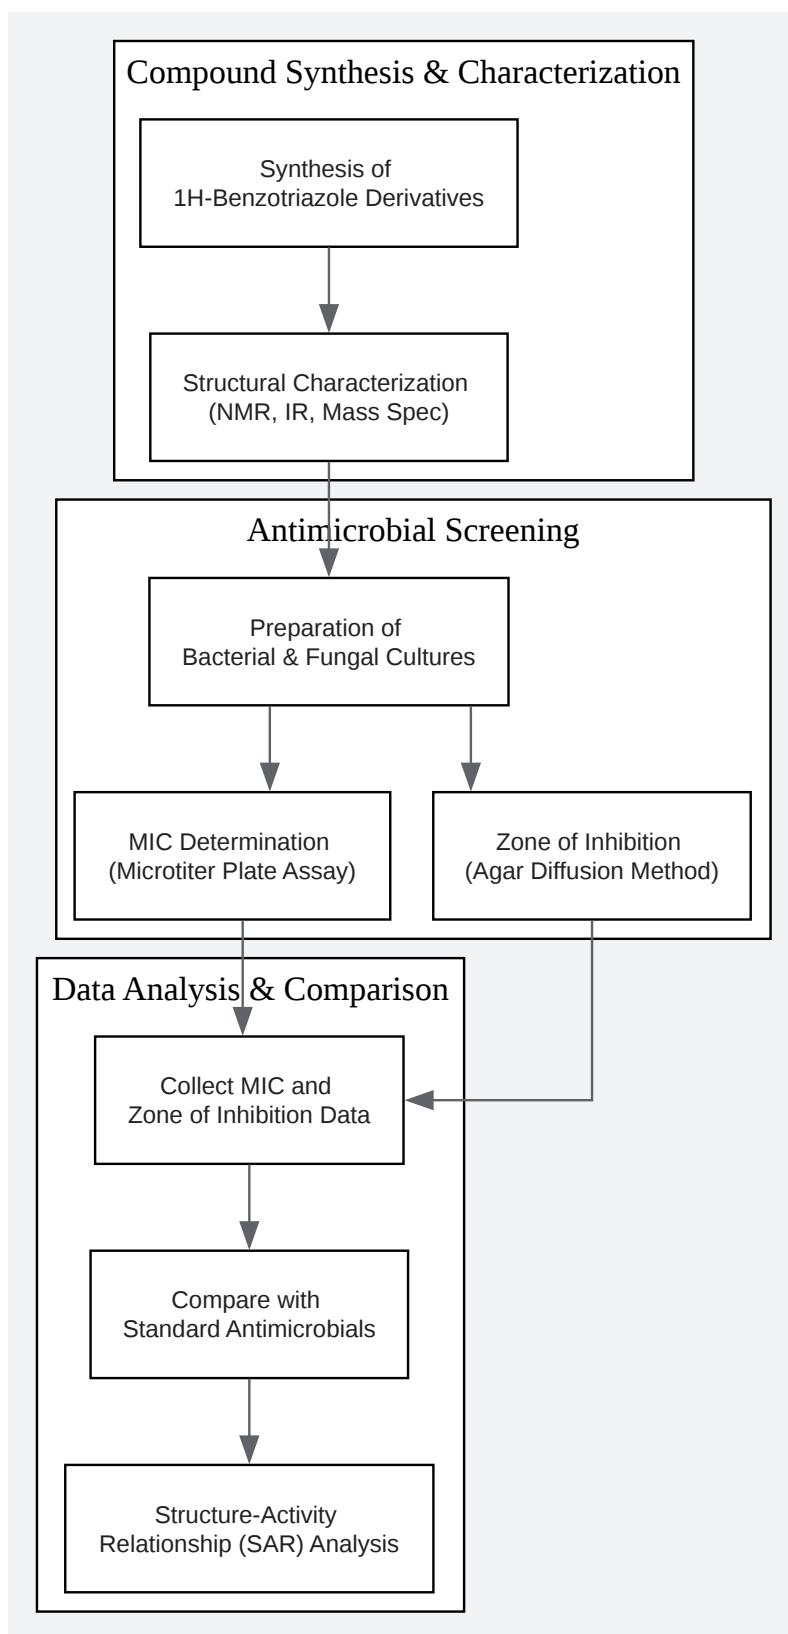 Compound Synthesis & Characterization
Synthesis of
1H-Benzotriazole Derivatives
Structural Characterization
(NMR, IR, Mass Spec)
Antimicrobial Screening
Preparation of
Bacterial & Fungal Cultures
MIC Determination
(Microtiter Plate Assay)
Zone of Inhibition
(Agar Diffusion Method)
Data Analysis & Comparison
Collect MIC and
Zone of Inhibition Data
Compare with
Standard Antimicrobials
Structure-Activity
Relationship (SAR) Analysis